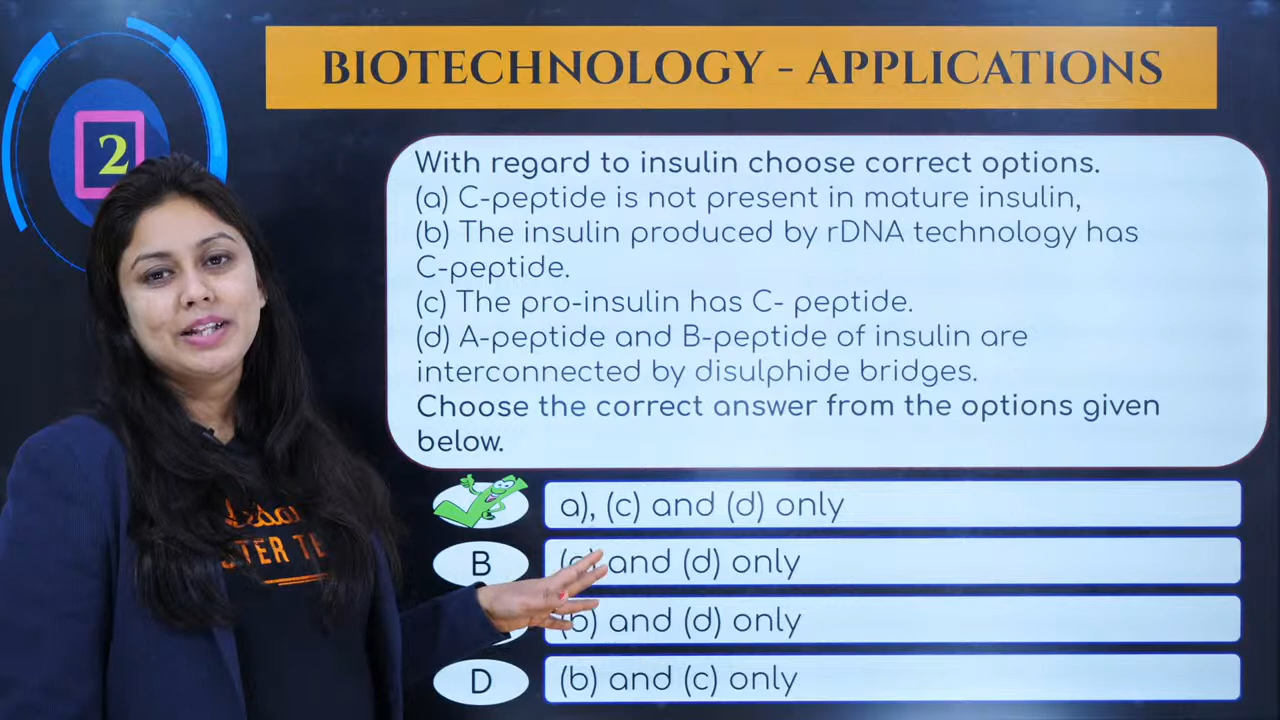 BIOTECHNOLOGY - APPLICATIONS
2
With regard to insulin choose correct options.
(a) C-peptide is not present in mature insulin,
(b) The insulin produced by rDNA technology has
C-peptide.
(c) The pro-insulin has C- peptide.
(d) A-peptide and B-peptide of insulin are
interconnected by disulphide bridges.
Choose the correct answer from the options given
below.
a), (c) and (d) only
B and (d) only
(b) and (d) only
D (b) and (c) only